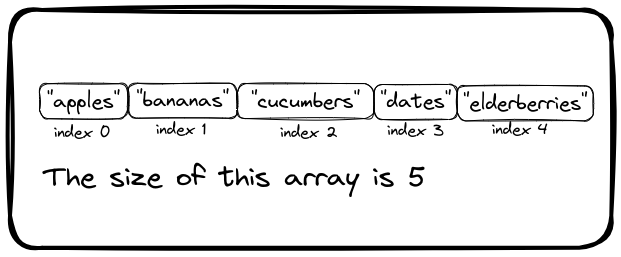 "apples" "bananas" "cucumbers" "dates" "elderberries"
index 0 index 1 index 2 index 3 index 4
The size of this array is 5